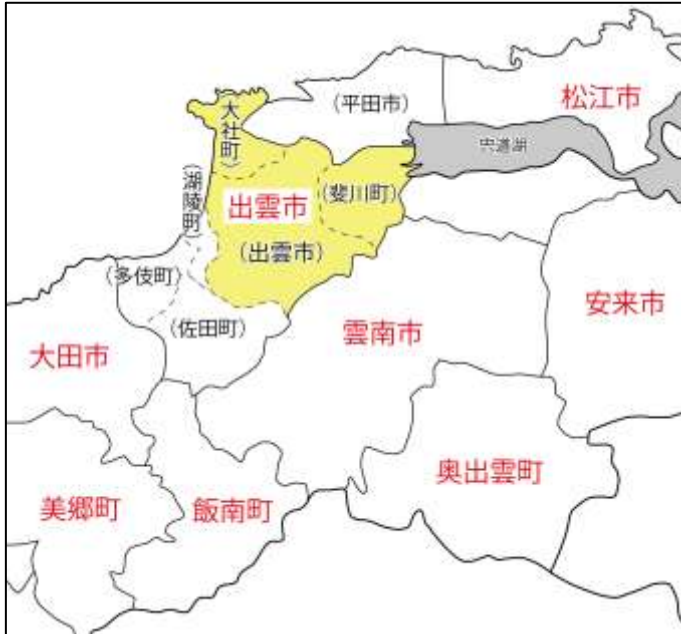 (平田市)
松江市
大社町
宍道湖
(湖陵町)
出雲市
(斐川町)
(出雲市)
(多伎町)
(佐田町)
大田市
雲南市
安来市
美郷町
飯南町
奥出雲町